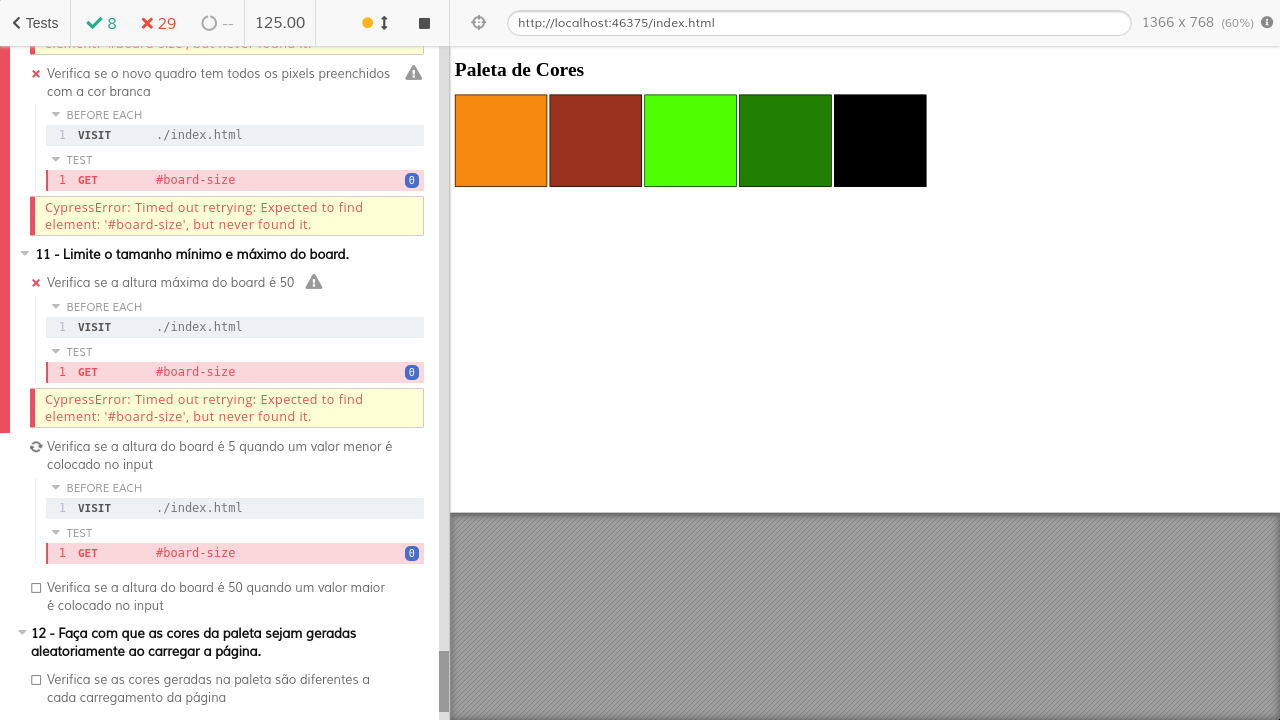 Tests
8
29
--
125.00
http://localhost:46375/index.html
1366 x 768 (60%)
element: '#board-size', but never found it.
Verifica se o novo quadro tem todos os pixels preenchidos
com a cor branca
BEFORE EACH
1 VISIT ./index.html
TEST
1 GET #board-size 0
CypressError: Timed out retrying: Expected to find
element: '#board-size', but never found it.
11 - Limite o tamanho mínimo e máximo do board.
Verifica se a altura máxima do board é 50
BEFORE EACH
1 VISIT ./index.html
TEST
1 GET #board-size 0
CypressError: Timed out retrying: Expected to find
element: '#board-size', but never found it.
Verifica se a altura do board é 5 quando um valor menor é
colocado no input
BEFORE EACH
1 VISIT ./index.html
TEST
1 GET #board-size 0
Verifica se a altura do board é 50 quando um valor maior
é colocado no input
12 - Faça com que as cores da paleta sejam geradas
aleatoriamente ao carregar a página.
Verifica se as cores geradas na paleta são diferentes a
cada carregamento da página
Paleta de Cores